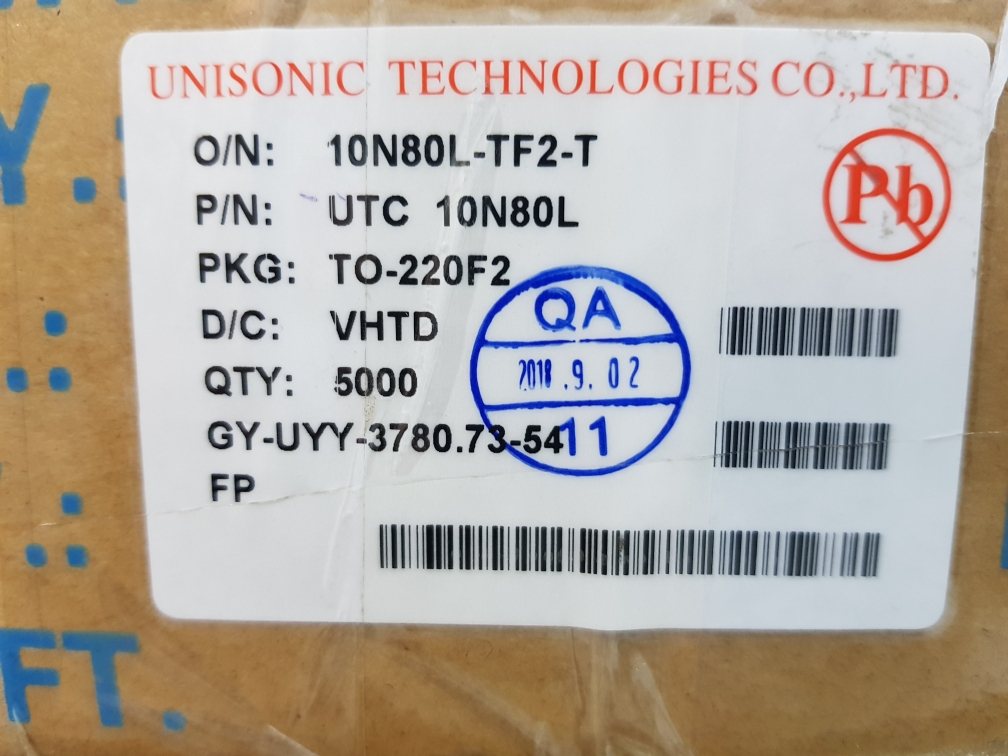 UNISONIC TECHNOLOGIES CO.,LTD.
O/N: 10N80L-TF2-T
Pb
P/N: UTC 10N80L
PKG: TO-220F2
D/C: VHTD
QA
QTY: 5000
2018.9.02
GY-UYY-3780.73-54
11
FP
Y.:
FT.